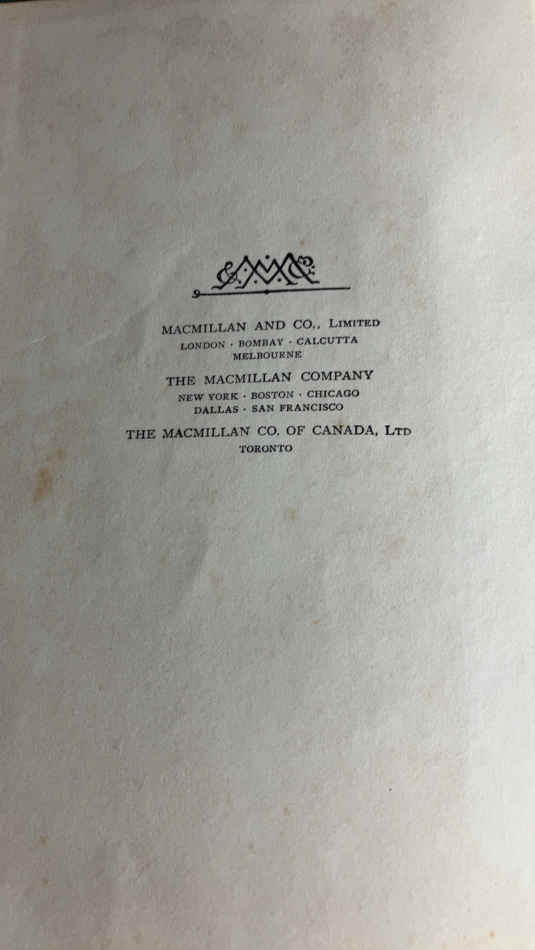 MACMILLAN AND CO., LIMITED
LONDON · BOMBAY · CALCUTTA
MELBOURNE
THE MACMILLAN COMPANY
NEW YORK · BOSTON · CHICAGO
DALLAS · SAN FRANCISCO
THE MACMILLAN CO. OF CANADA, LTD
TORONTO